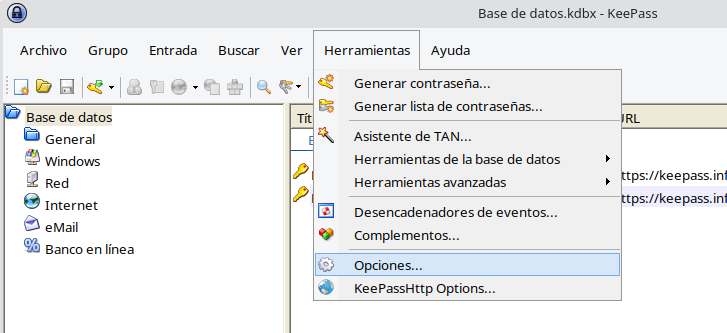 Base de datos.kdbx - KeePass
Archivo Grupo Entrada Buscar Ver Herramientas Ayuda
Generar contraseña...
Generar lista de contraseñas...
Asistente de TAN...
Herramientas de la base de datos
Herramientas avanzadas
Desencadenadores de eventos...
Complementos...
Opciones...
KeePassHttp Options...
Base de datos
General
Windows
Red
Internet
eMail
Banco en línea
URL
ttps://keepass.inf
ttps://keepass.inf